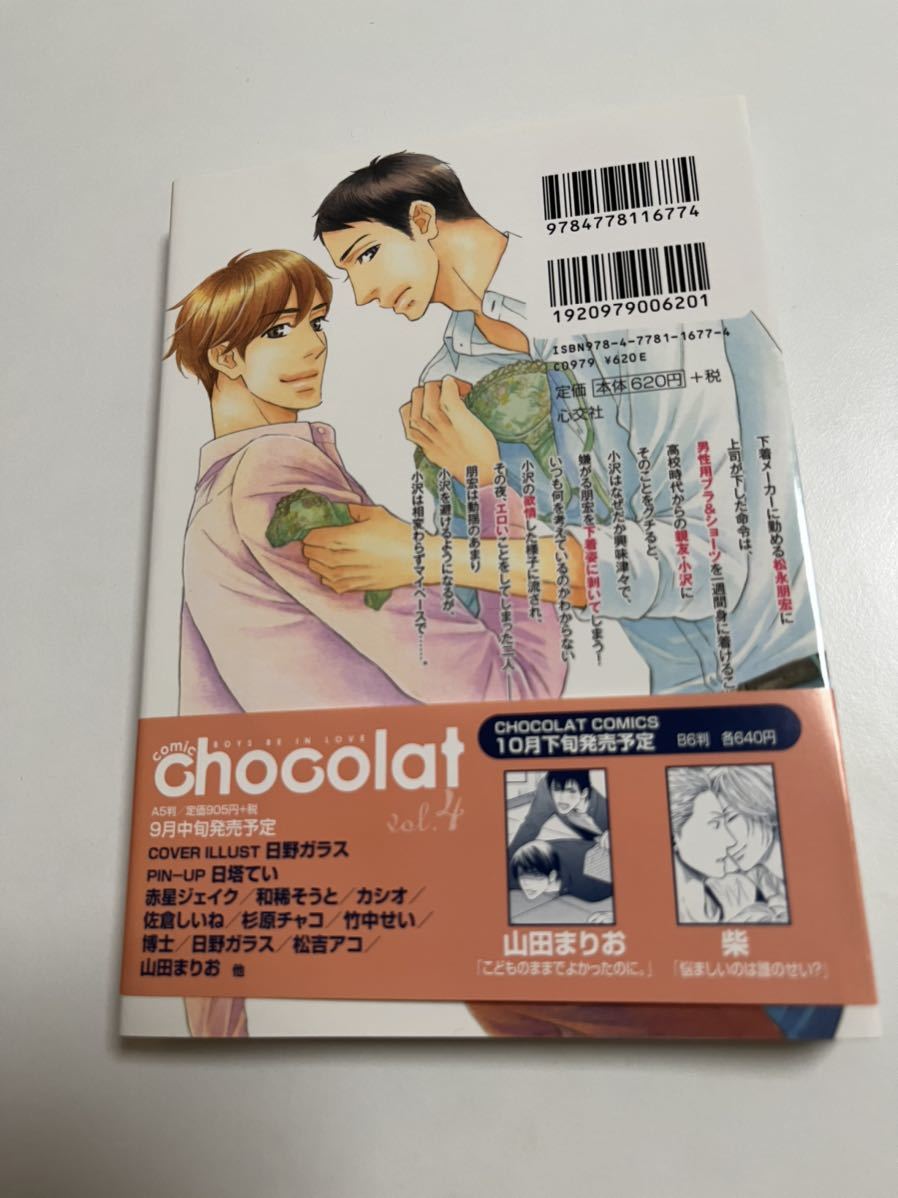 9784778116774
1920979006201
ISBN978-4-7781-1677-4
C0979 ¥620E
定価 本体620円 +税
心交社
下着メーカーに勤める松永朋宏に
上司が下した命令は、
男性用ブラ&ショーツを一週間身に着けるこ
高校時代からの親友・小沢に
そのことをグチると、
小沢はなぜだか興味津々で、
嫌がる朋宏を下着姿に剥いてしまう!
いつも何を考えているのかわからない
小沢の欲情した様子に流され、
その夜、エロいことをしてしまった二人――
朋宏は動揺のあまり
小沢を避けるようになるが、
小沢は相変わらずマイペースで……。
BOYS BE IN LOVE
comic
chocolat
vol.4
A5判/定価905円+税
9月中旬発売予定
COVER ILLUST 日野ガラス
PIN-UP 日塔てい
赤星ジェイク/和稀そうと/カシオ/
佐倉しいね/杉原チャコ/竹中せい/
博士/日野ガラス/松吉アコ/
山田まりお 他
CHOCOLAT COMICS
10月下旬発売予定 B6判 各640円
山田まりお
「こどものままでよかったのに。」
柴
「悩ましいのは誰のせい?」